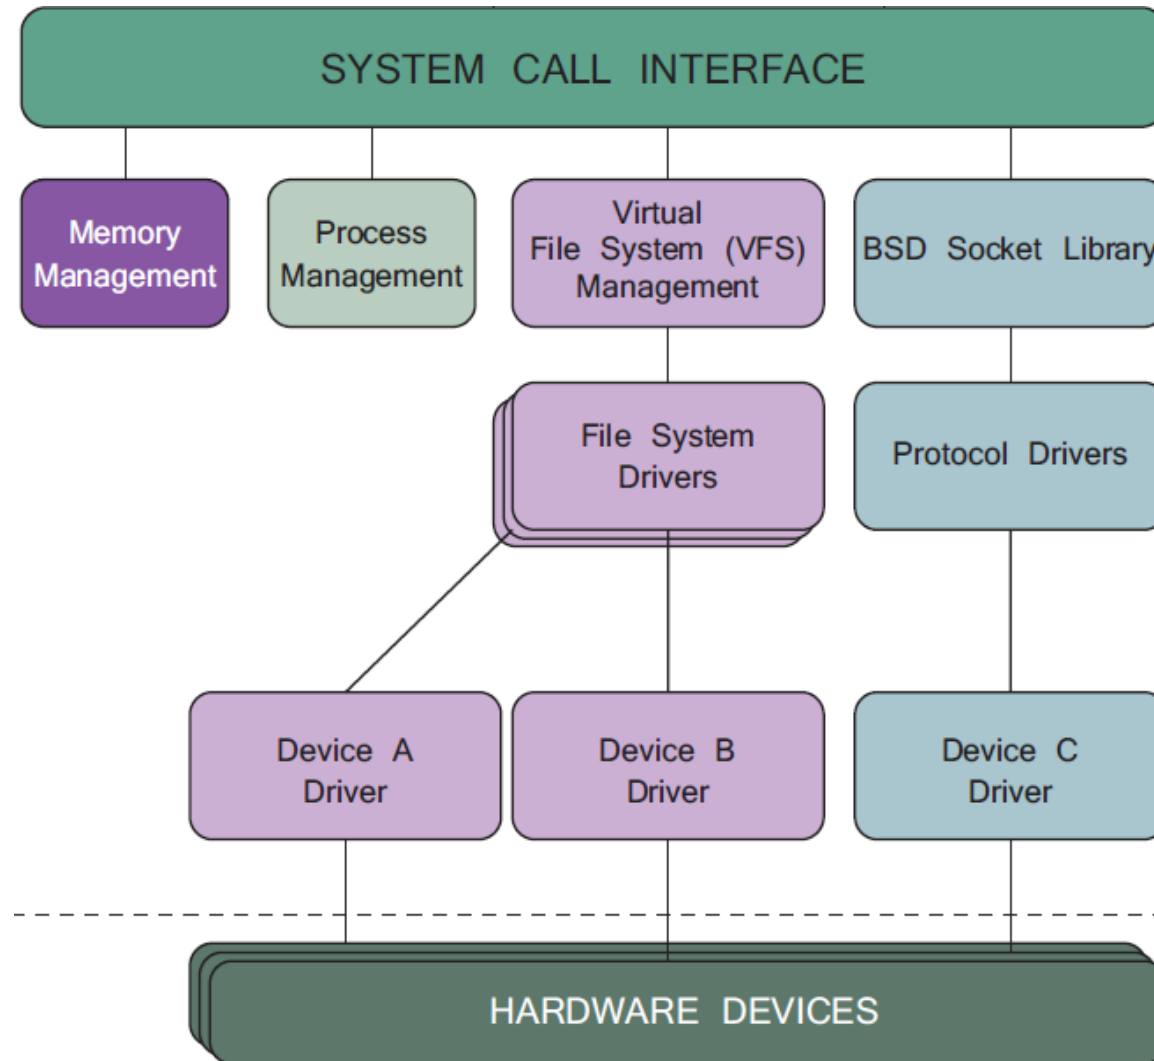 SYSTEM CALL INTERFACE
Memory
Management
Process
Management
Virtual
File System (VFS)
Management
BSD Socket Library
File System
Drivers
Protocol Drivers
Device A
Driver
Device B
Driver
Device C
Driver
HARDWARE DEVICES